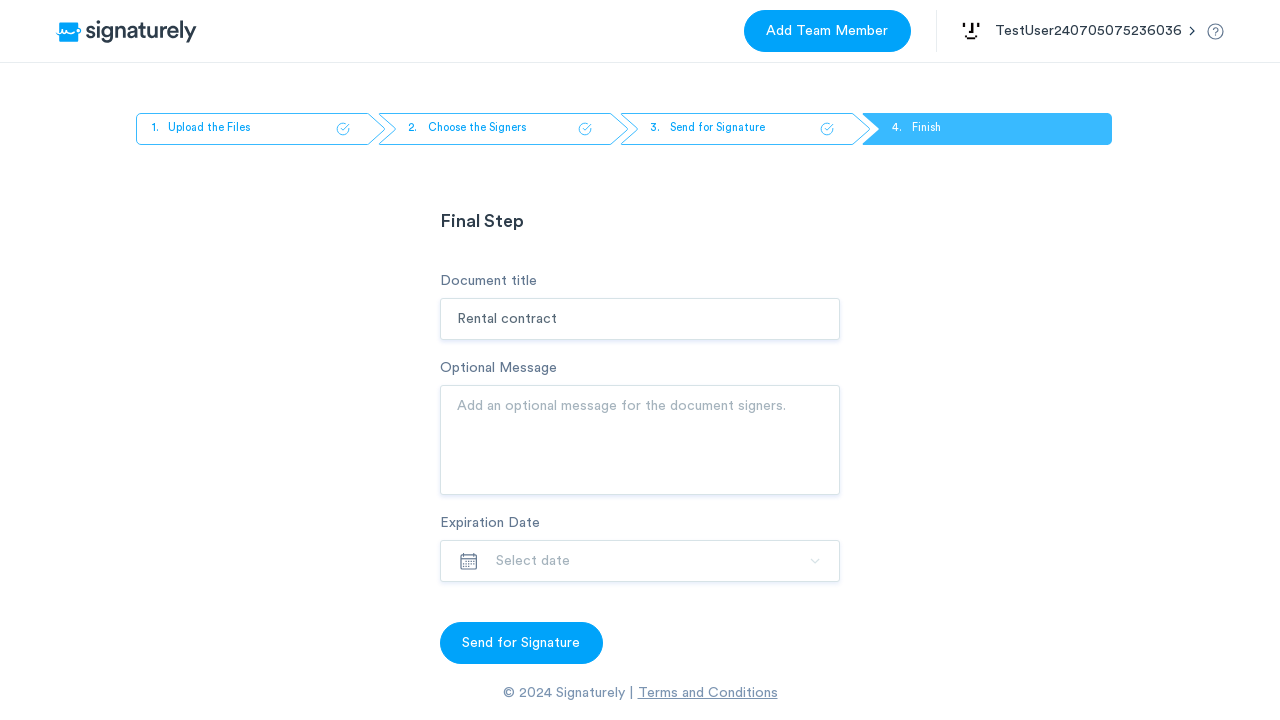 signaturely
Add Team Member
TestUser240705075236036
1. Upload the Files
2. Choose the Signers
3. Send for Signature
4. Finish
Final Step
Document title
Rental contract
Optional Message
Add an optional message for the document signers.
Expiration Date
Select date
Send for Signature
© 2024 Signaturely | Terms and Conditions